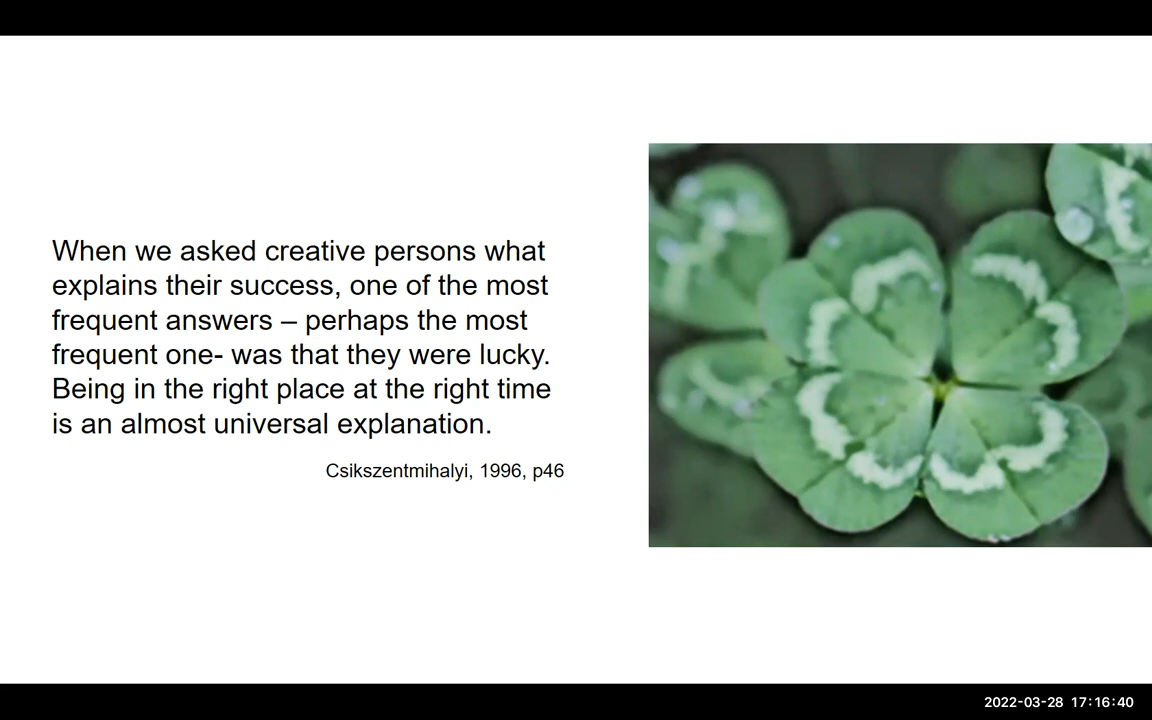 When we asked creative persons what
explains their success, one of the most
frequent answers – perhaps the most
frequent one- was that they were lucky.
Being in the right place at the right time
is an almost universal explanation.
Csikszentmihalyi, 1996, p46
2022-03-28 17:16:40